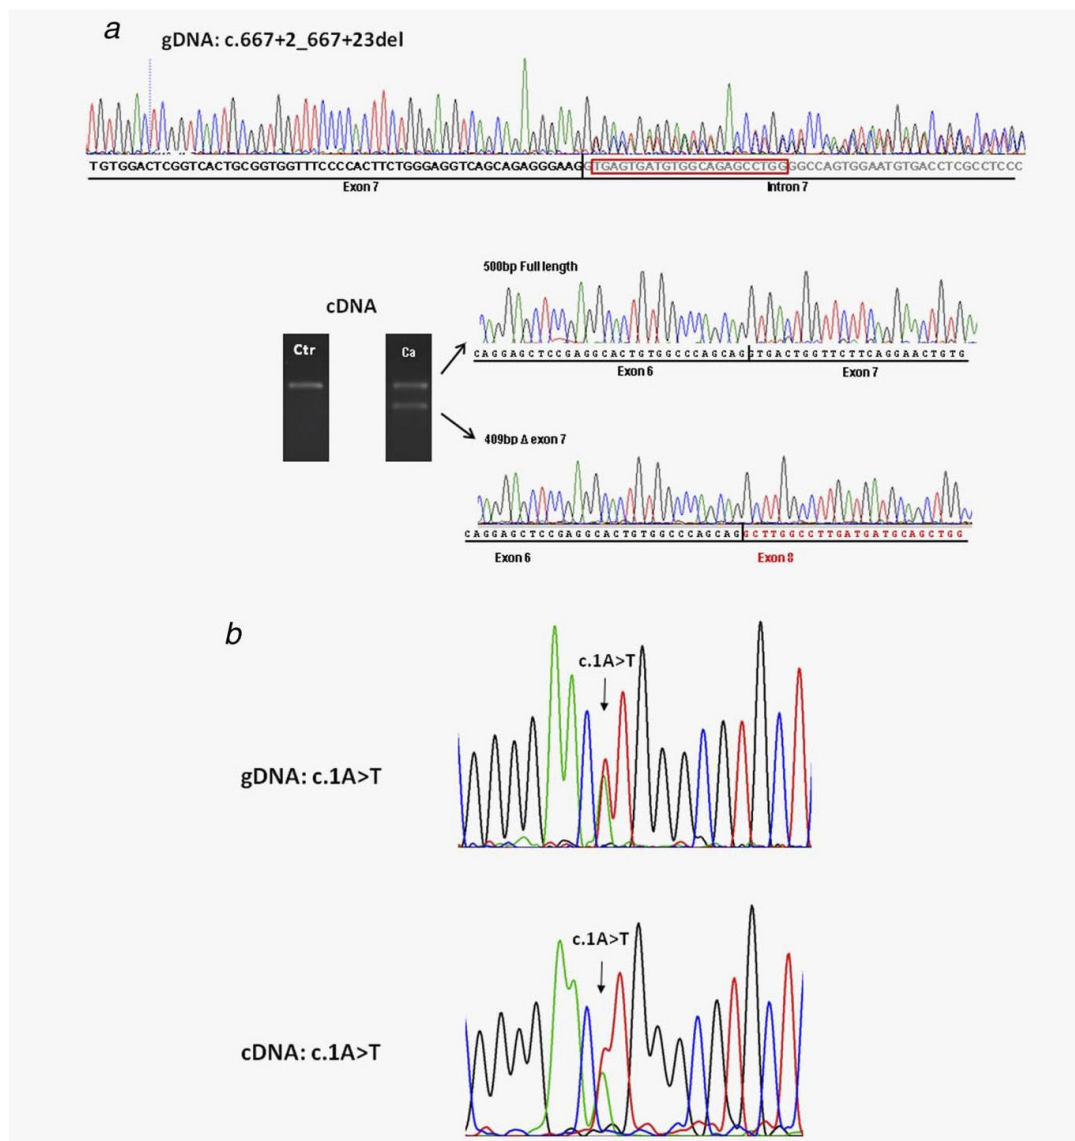 a
gDNA: c.667+2_667+23del
TGTGGACTCGGTCACTGCGGTGGTTTCCCCACTTCTGGGAGGTCAGCAGAGGGAAGGTGAGTGATGTGGCAGAGCCTGGGGCCAGTGGAATGTGACCTCGCCTCCC
Exon 7 Intron 7
500bp Full length
cDNA
Ctr Ca
CAGGAGCTCCGAGGCACTGTGGCCCAGCAGGTGACTGGTTCTTCAGGAACTGTG
Exon 6 Exon 7
409bp Δ exon 7
CAGGAGCTCCGAGGCACTGTGGCCCAGCAGGCTTGGCCTTGATGATGCAGCTGG
Exon 6 Exon 8
b
c.1A>T
gDNA: c.1A>T
c.1A>T
cDNA: c.1A>T